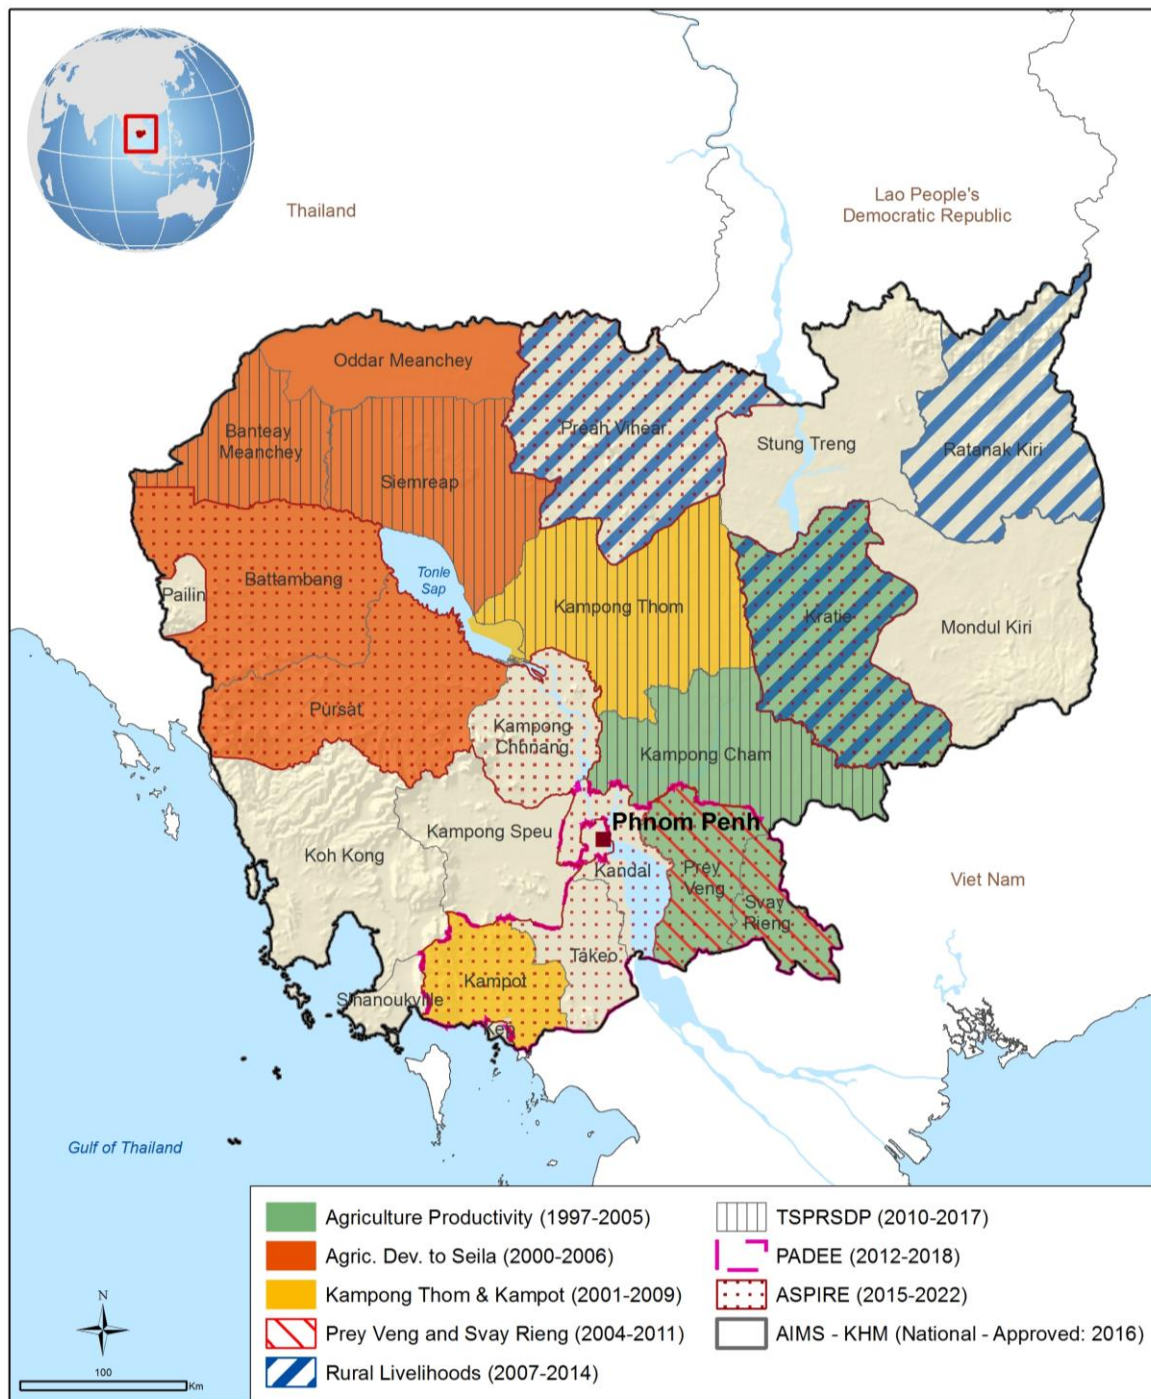 Thailand
Lao People's
Democratic Republic
Oddar Meanchey
Banteay
Meanchey
Siemreap
Preah Vihear
Stung Treng
Ratanak Kiri
Tonle
Sap
Battambang
Pailin
Kampong Thom
Kratie
Mondul Kiri
Pursat
Kampong
Chhnang
Kampong Cham
Kampong Speu
Phnom Penh
Koh Kong
Kandal
Prey
Veng
Svay
Rieng
Viet Nam
Takeo
Kampot
Sihanoukville
Kep
Gulf of Thailand
Agriculture Productivity (1997-2005)
Agric. Dev. to Seila (2000-2006)
Kampong Thom & Kampot (2001-2009)
Prey Veng and Svay Rieng (2004-2011)
Rural Livelihoods (2007-2014)
TSPRSDP (2010-2017)
PADEE (2012-2018)
ASPIRE (2015-2022)
AIMS - KHM (National - Approved: 2016)
N
100
Km